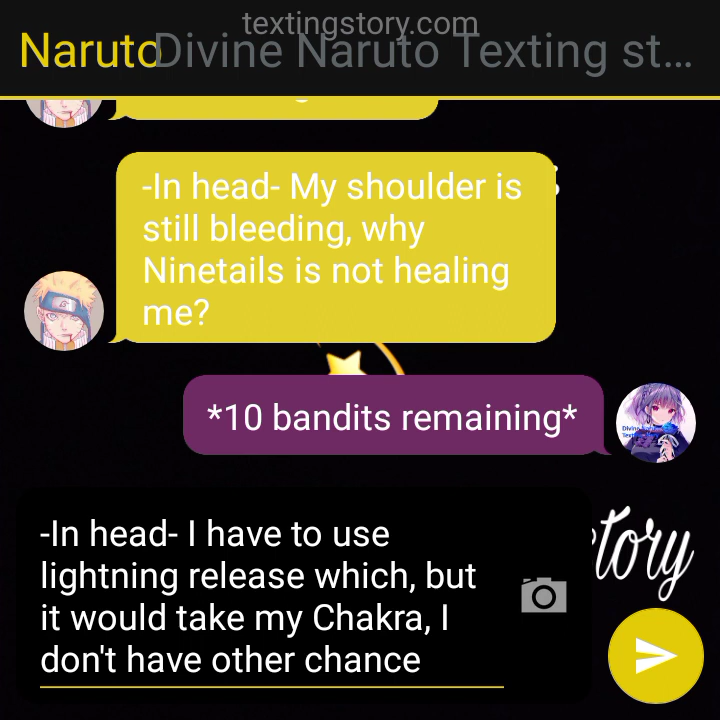 textingstory.com
Naruto Divine Naruto Texting st...
-In head- My shoulder is
still bleeding, why
Ninetails is not healing
me?
*10 bandits remaining*
-In head- I have to use
lightning release which, but
it would take my Chakra, I
don't have other chance
tory